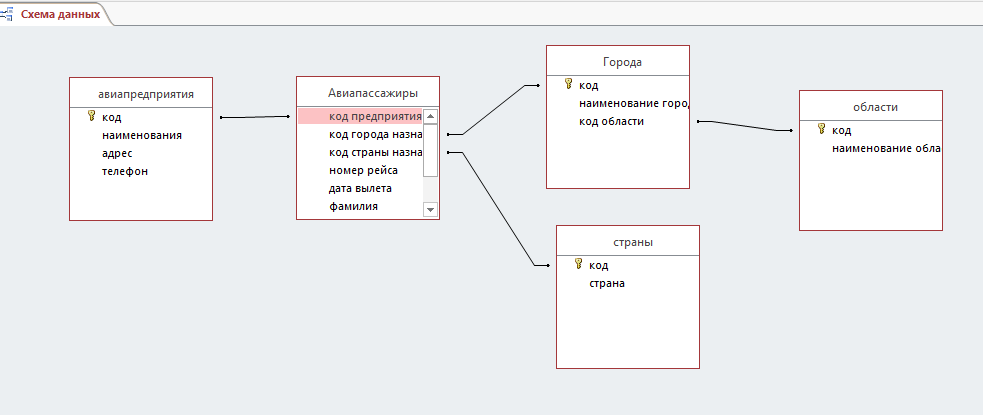 Схема данных
авиапредприятия
код
наименования
адрес
телефон
Авиапассажиры
код предприятия
код города назна
код страны назна
номер рейса
дата вылета
фамилия
Города
код
наименование горо
код области
страны
код
страна
области
код
наименование обла